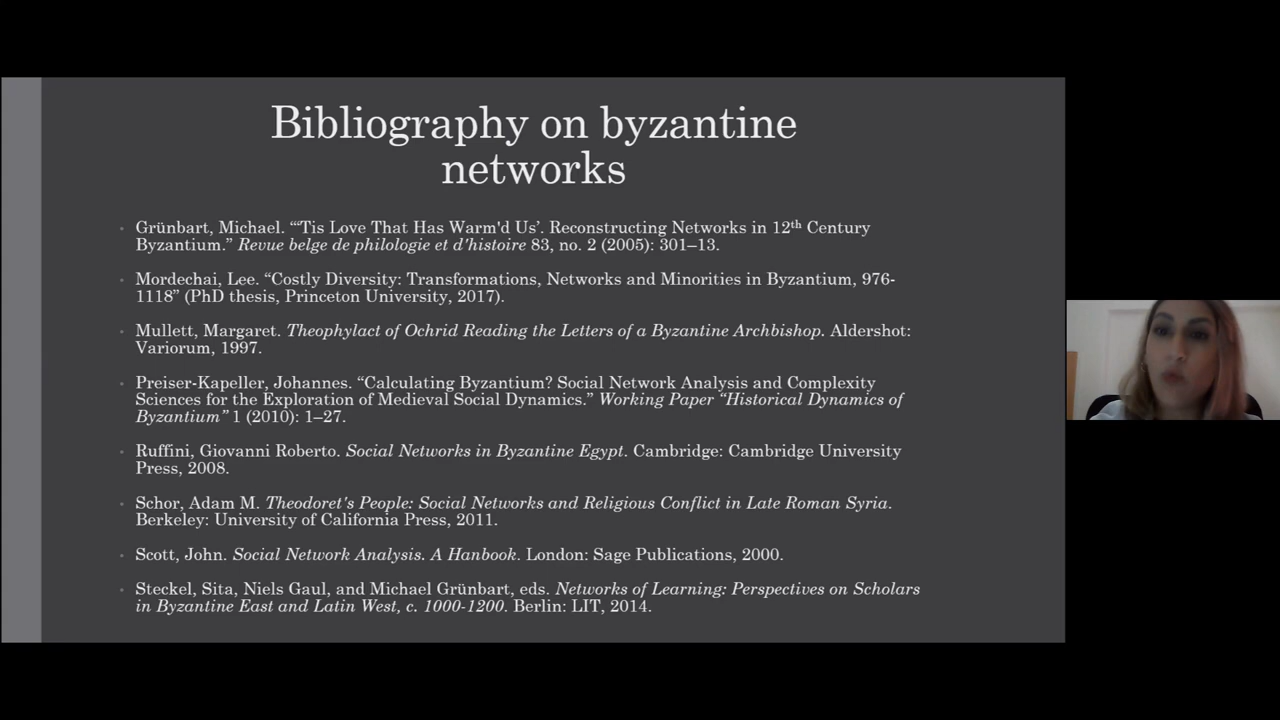 Bibliography on byzantine
networks
• Grünbart, Michael. “‘Tis Love That Has Warm'd Us’. Reconstructing Networks in 12th Century
Byzantium.” Revue belge de philologie et d'histoire 83, no. 2 (2005): 301–13.
• Mordechai, Lee. “Costly Diversity: Transformations, Networks and Minorities in Byzantium, 976-
1118” (PhD thesis, Princeton University, 2017).
• Mullett, Margaret. Theophylact of Ochrid Reading the Letters of a Byzantine Archbishop. Aldershot:
Variorum, 1997.
• Preiser-Kapeller, Johannes. “Calculating Byzantium? Social Network Analysis and Complexity
Sciences for the Exploration of Medieval Social Dynamics.” Working Paper “Historical Dynamics of
Byzantium” 1 (2010): 1–27.
• Ruffini, Giovanni Roberto. Social Networks in Byzantine Egypt. Cambridge: Cambridge University
Press, 2008.
• Schor, Adam M. Theodoret's People: Social Networks and Religious Conflict in Late Roman Syria.
Berkeley: University of California Press, 2011.
• Scott, John. Social Network Analysis. A Hanbook. London: Sage Publications, 2000.
• Steckel, Sita, Niels Gaul, and Michael Grünbart, eds. Networks of Learning: Perspectives on Scholars
in Byzantine East and Latin West, c. 1000-1200. Berlin: LIT, 2014.